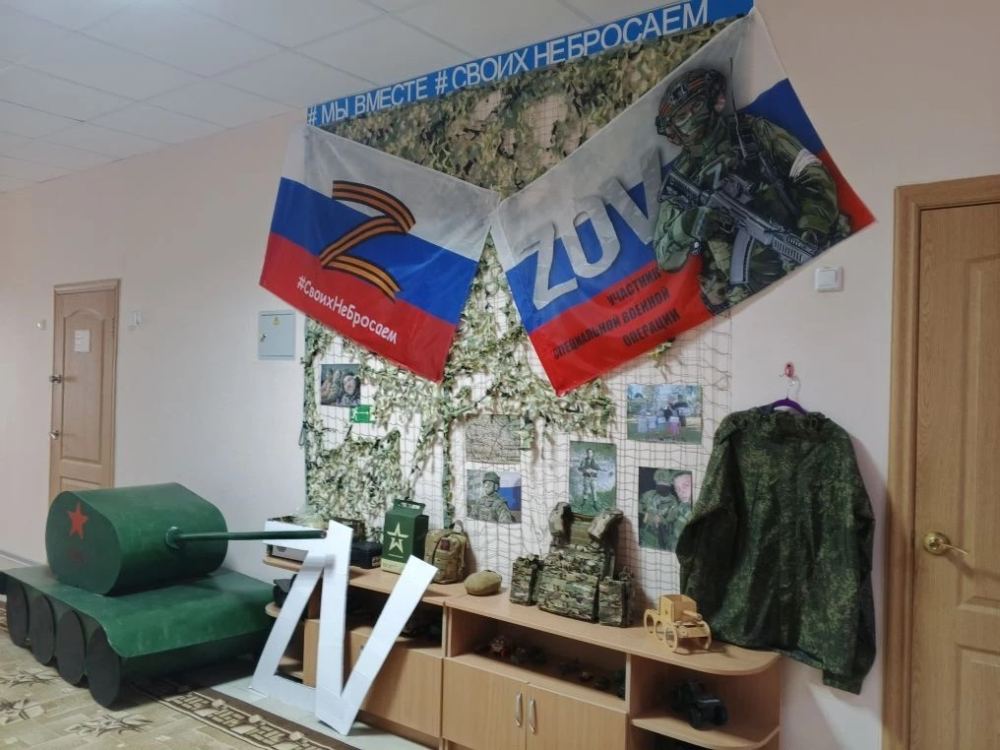 # МЫ ВМЕСТЕ # СВОИХ НЕ БРОСАЕМ
Z
#СвоихНеБросаем
ZOV
Z
УЧАСТНИК
СПЕЦИАЛЬНОЙ ВОЕННОЙ
ОПЕРАЦИИ
Z
V